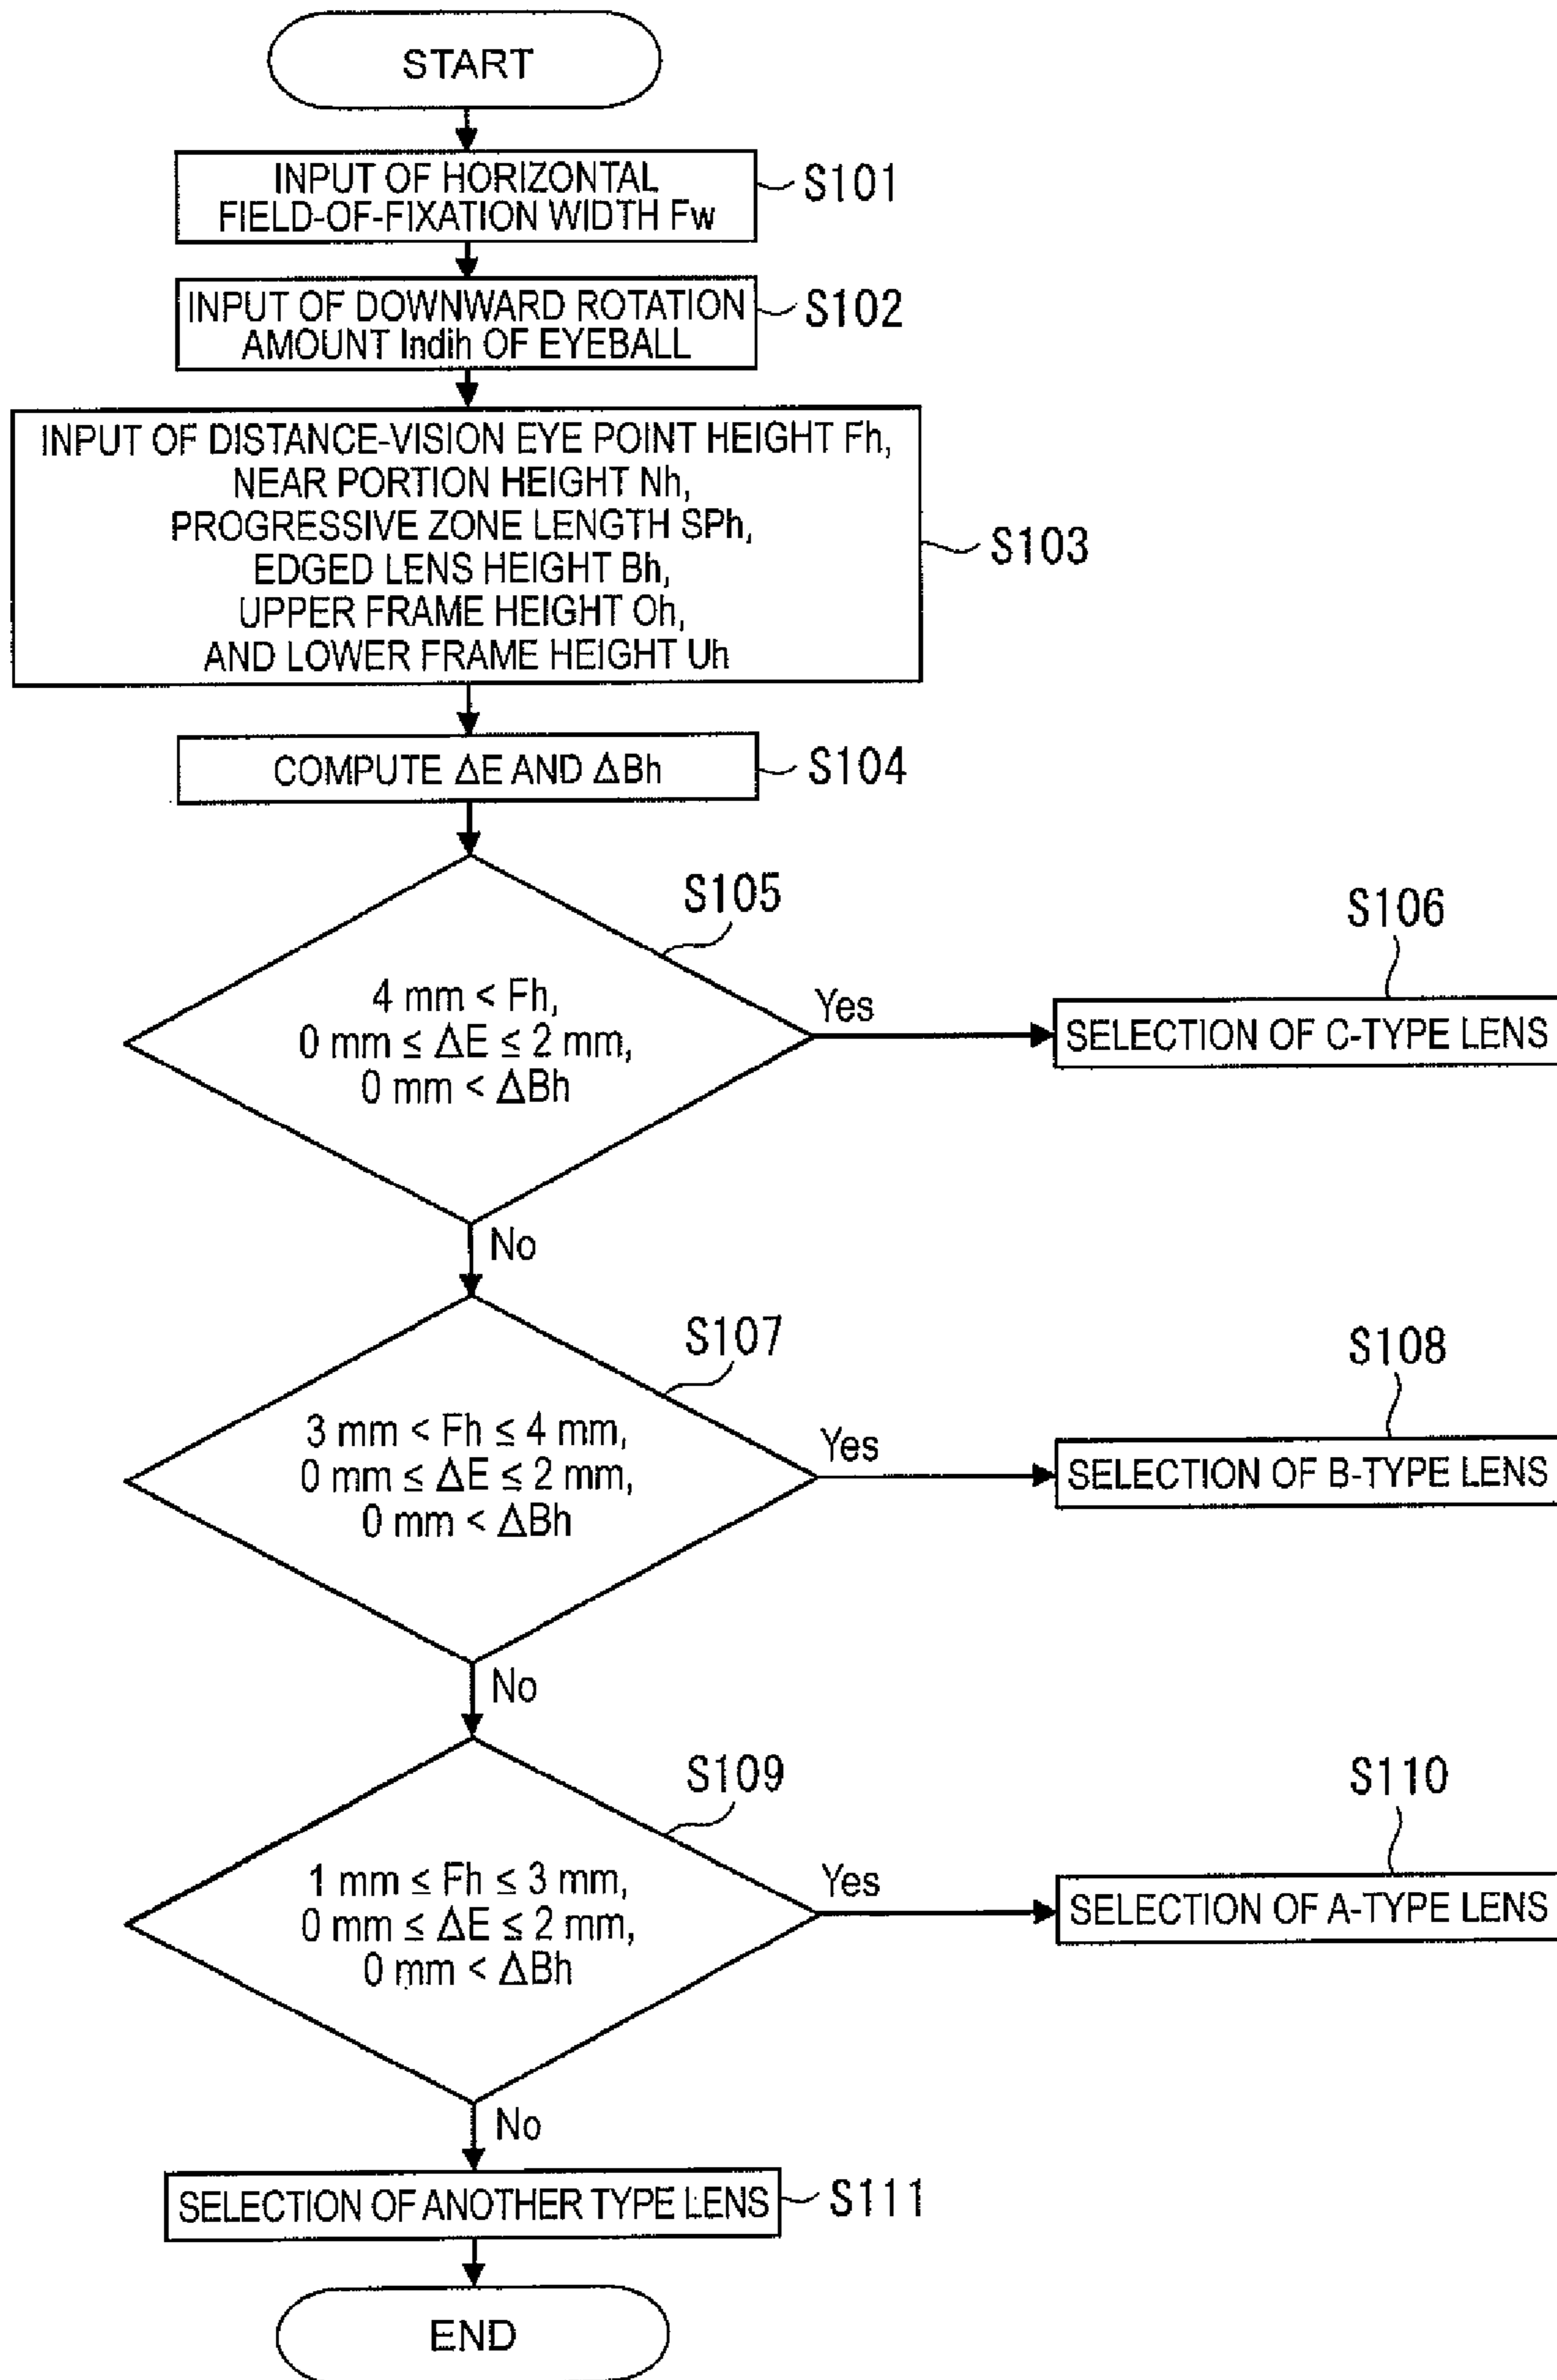 START
INPUT OF HORIZONTAL
FIELD-OF-FIXATION WIDTH Fw
S101
INPUT OF DOWNWARD ROTATION
AMOUNT Indih OF EYEBALL
S102
INPUT OF DISTANCE-VISION EYE POINT HEIGHT Fh,
NEAR PORTION HEIGHT Nh,
PROGRESSIVE ZONE LENGTH SPh,
EDGED LENS HEIGHT Bh,
UPPER FRAME HEIGHT Oh,
AND LOWER FRAME HEIGHT Uh
S103
COMPUTE ΔE AND ΔBh
S104
S105
4 mm < Fh,
0 mm ≤ ΔE ≤ 2 mm,
0 mm < ΔBh
Yes
S106
SELECTION OF C-TYPE LENS
No
S107
3 mm < Fh ≤ 4 mm,
0 mm ≤ ΔE ≤ 2 mm,
0 mm < ΔBh
Yes
S108
SELECTION OF B-TYPE LENS
No
S109
1 mm ≤ Fh ≤ 3 mm,
0 mm ≤ ΔE ≤ 2 mm,
0 mm < ΔBh
Yes
S110
SELECTION OF A-TYPE LENS
No
SELECTION OF ANOTHER TYPE LENS
S111
END